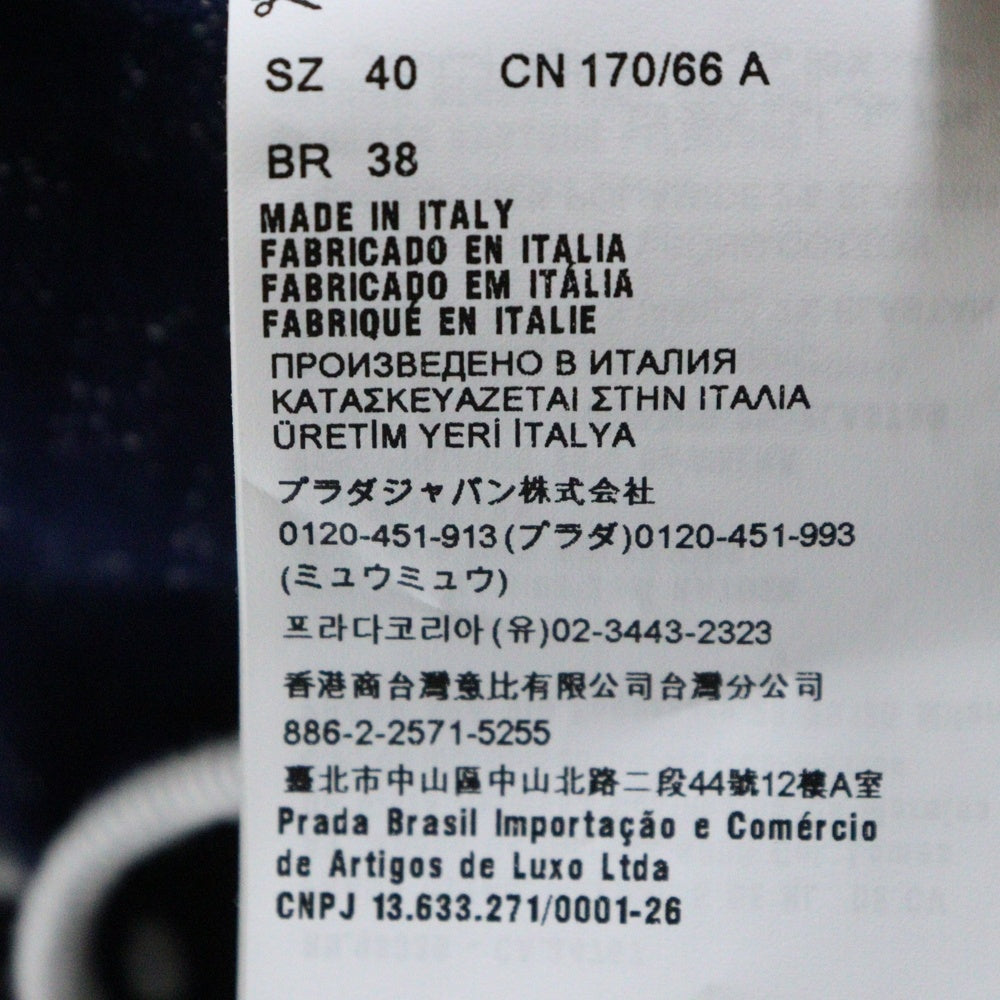 SZ 40 CN 170/66 A
BR 38
MADE IN ITALY
FABRICADO EN ITALIA
FABRICADO EM ITÁLIA
FABRIQUÉ EN ITALIE
ПРОИЗВЕДЕНО В ИТАЛИЯ
ΚΑΤΑΣΚΕΥΑΖΕΤΑΙ ΣΤΗΝ ΙΤΑΛΙΑ
ÜRETİM YERİ İTALYA
プラダジャパン株式会社
0120-451-913(プラダ)0120-451-993
(ミュウミュウ)
프라다코리아(유)02-3443-2323
香港商台灣意比有限公司台灣分公司
886-2-2571-5255
臺北市中山區中山北路二段44號12樓A室
Prada Brasil Importação e Comércio
de Artigos de Luxo Ltda
CNPJ 13.633.271/0001-26